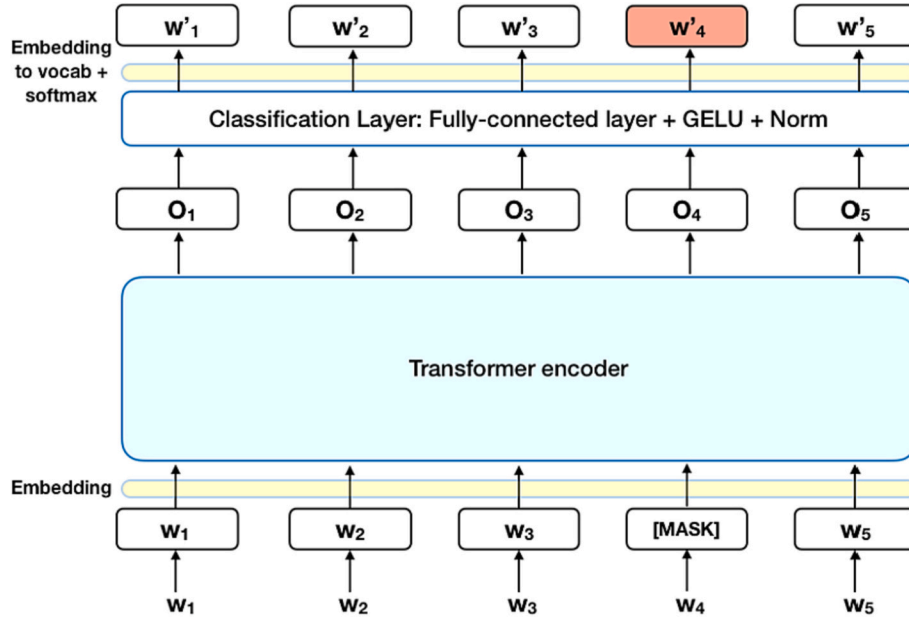 w'₁ w'₂ w'₃ w'₄ w'₅
Embedding
to vocab +
softmax
Classification Layer: Fully-connected layer + GELU + Norm
O₁ O₂ O₃ O₄ O₅
Transformer encoder
Embedding
W₁ W₂ W₃ [MASK] W₅
W₁ W₂ W₃ W₄ W₅